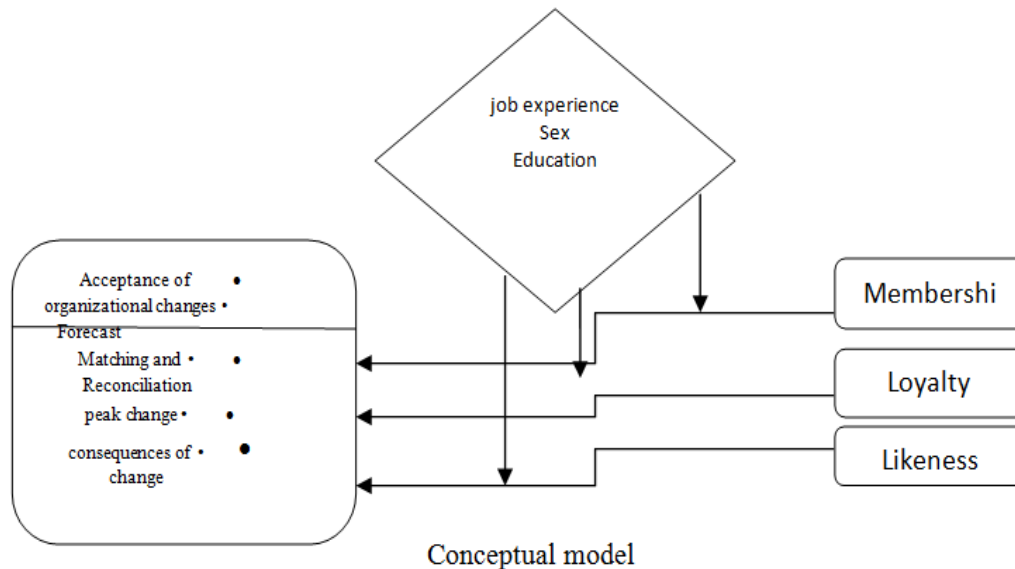 job experience
Sex
Education
Acceptance of •
organizational changes •
Forecast
Matching and • •
Reconciliation
peak change • •
consequences of • •
change
Membershi
Loyalty
Likeness
Conceptual model